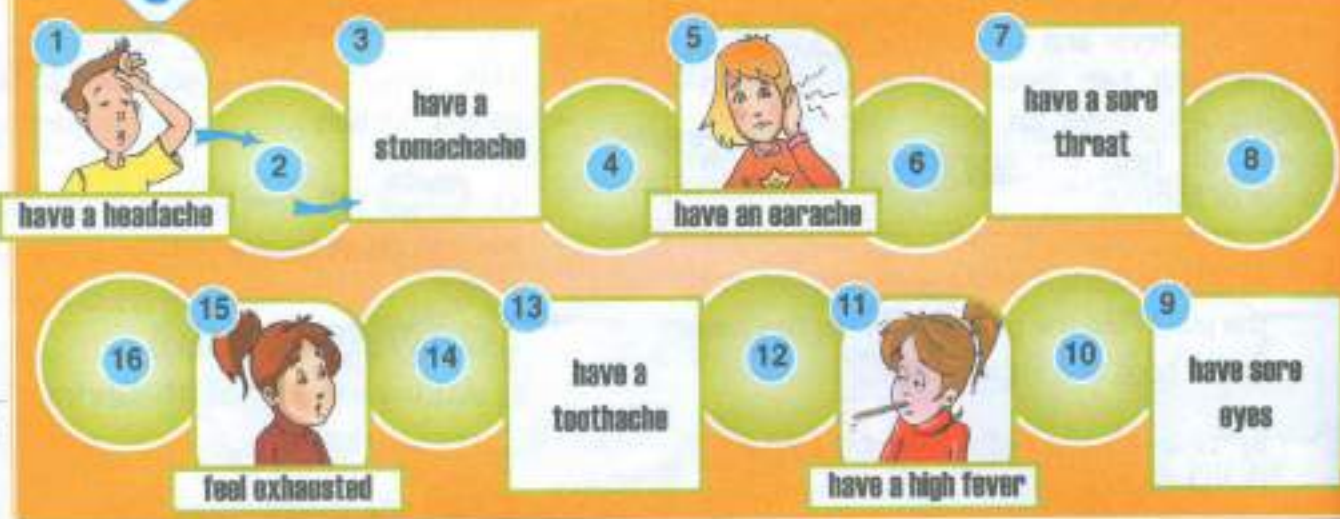 1
3
5
7
have a
stomachache
have a sore
throat
2
4
6
8
have a headache
have an earache
15
13
11
9
16
14
12
10
have a
toothache
have sore
eyes
feel exhausted
have a high fever